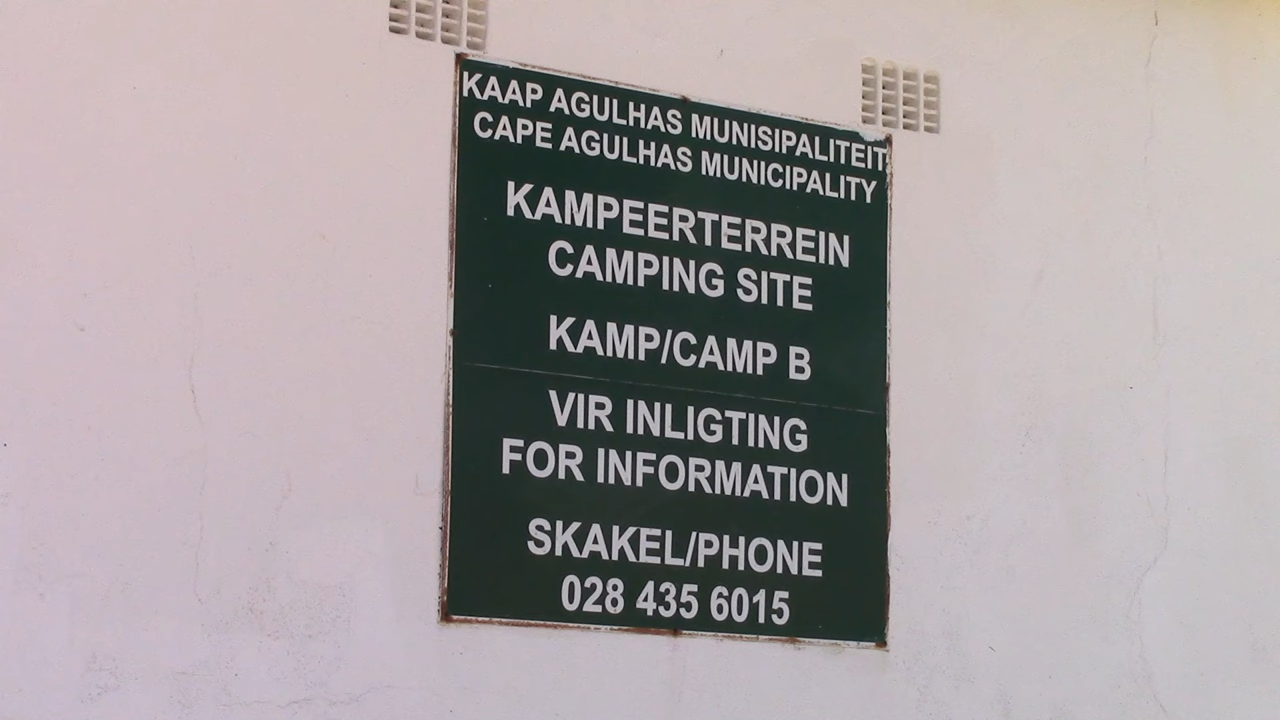 KAAP AGULHAS MUNISIPALITEIT
CAPE AGULHAS MUNICIPALITY
KAMPEERTERREIN
CAMPING SITE
KAMP/CAMP B
VIR INLIGTING
FOR INFORMATION
SKAKEL/PHONE
028 435 6015